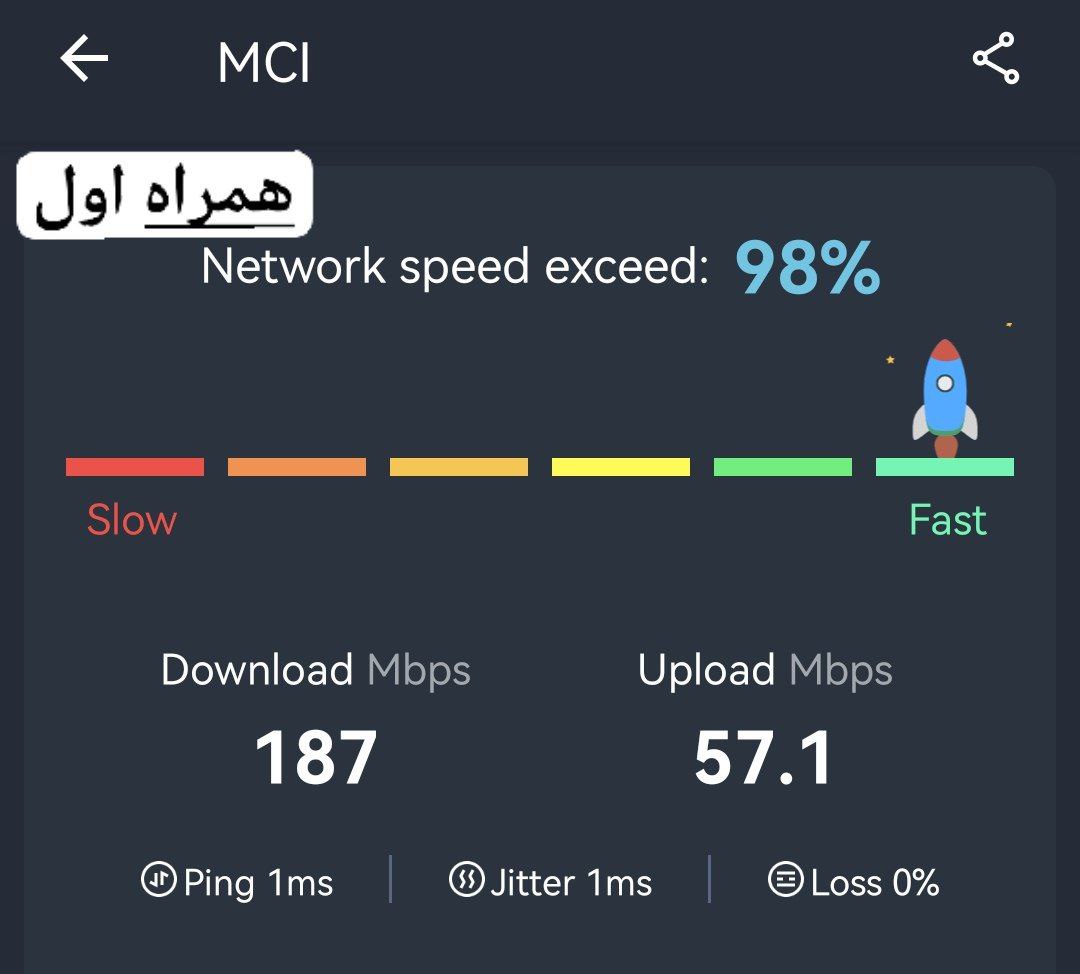 MCI
همراه اول
Network speed exceed: 98%
Slow Fast
Download Mbps Upload Mbps
187 57.1
Ping 1ms Jitter 1ms Loss 0%